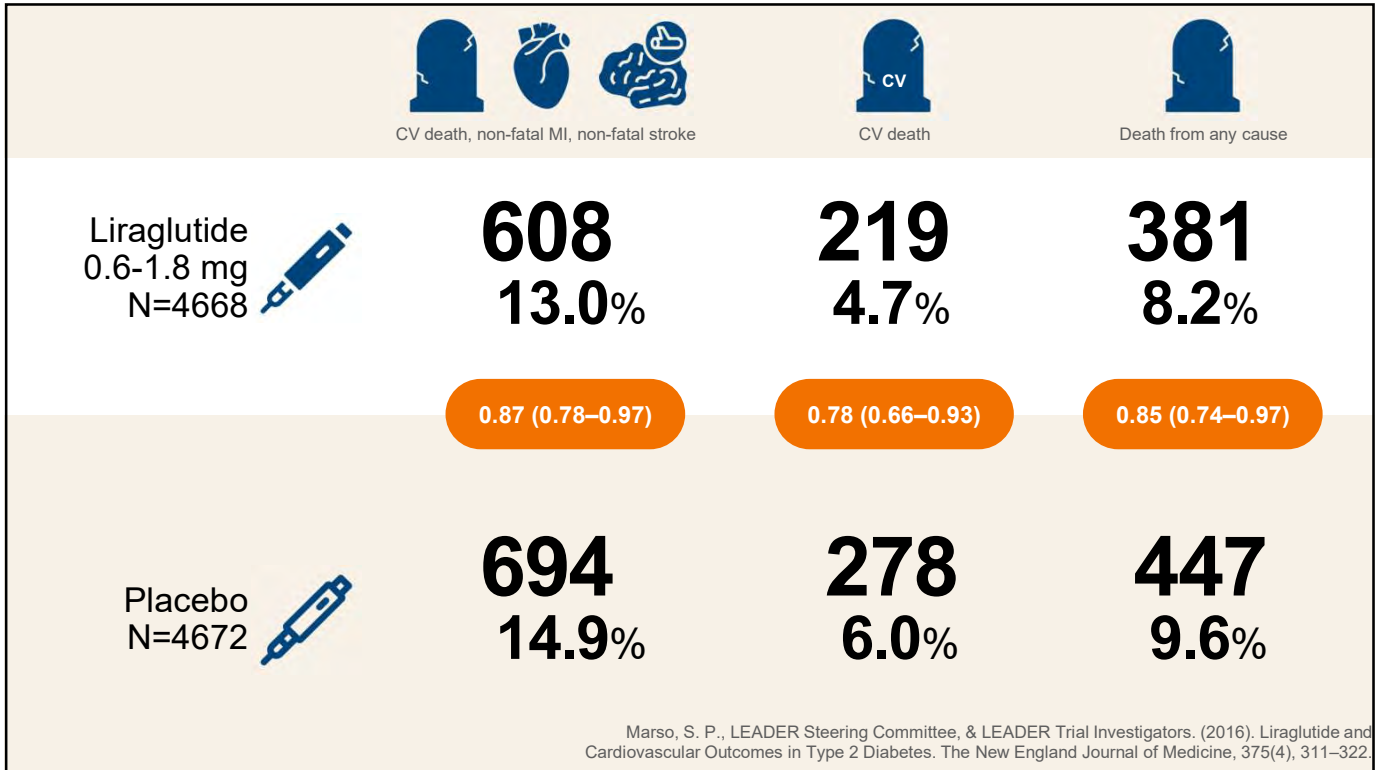 CV
CV death, non-fatal MI, non-fatal stroke
CV death
Death from any cause
Liraglutide
0.6-1.8 mg
N=4668
608
13.0%
219
4.7%
381
8.2%
0.87 (0.78–0.97)
0.78 (0.66–0.93)
0.85 (0.74–0.97)
Placebo
N=4672
694
14.9%
278
6.0%
447
9.6%
Marso, S. P., LEADER Steering Committee, & LEADER Trial Investigators. (2016). Liraglutide and
Cardiovascular Outcomes in Type 2 Diabetes. The New England Journal of Medicine, 375(4), 311–322.